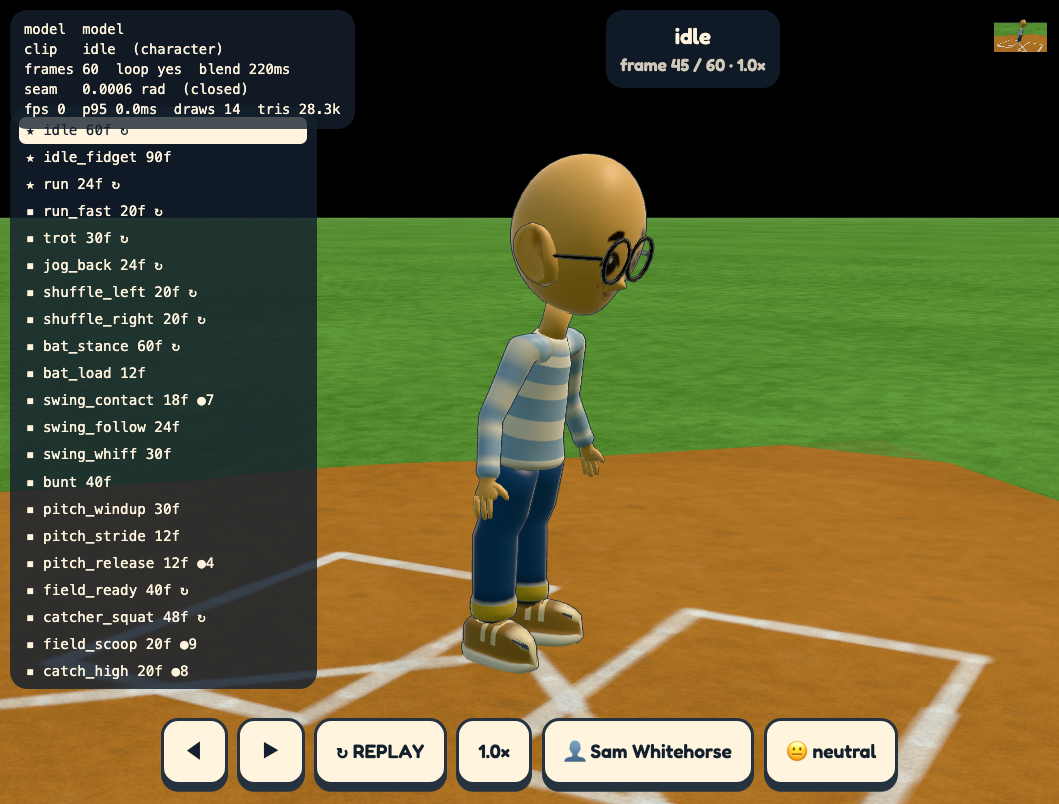 model model
clip idle (character)
frames 60 loop yes blend 220ms
seam 0.0006 rad (closed)
fps 0 p95 0.0ms draws 14 tris 28.3k
★ idle 60f ↻
★ idle_fidget 90f
★ run 24f ↻
▪ run_fast 20f ↻
▪ trot 30f ↻
▪ jog_back 24f ↻
▪ shuffle_left 20f ↻
▪ shuffle_right 20f ↻
▪ bat_stance 60f ↻
▪ bat_load 12f
▪ swing_contact 18f ●7
▪ swing_follow 24f
▪ swing_whiff 30f
▪ bunt 40f
▪ pitch_windup 30f
▪ pitch_stride 12f
▪ pitch_release 12f ●4
▪ field_ready 40f ↻
▪ catcher_squat 48f ↻
▪ field_scoop 20f ●9
▪ catch_high 20f ●8
idle
frame 45 / 60 · 1.0×
◀ ▶ ↻ REPLAY 1.0× 👤 Sam Whitehorse 😐 neutral